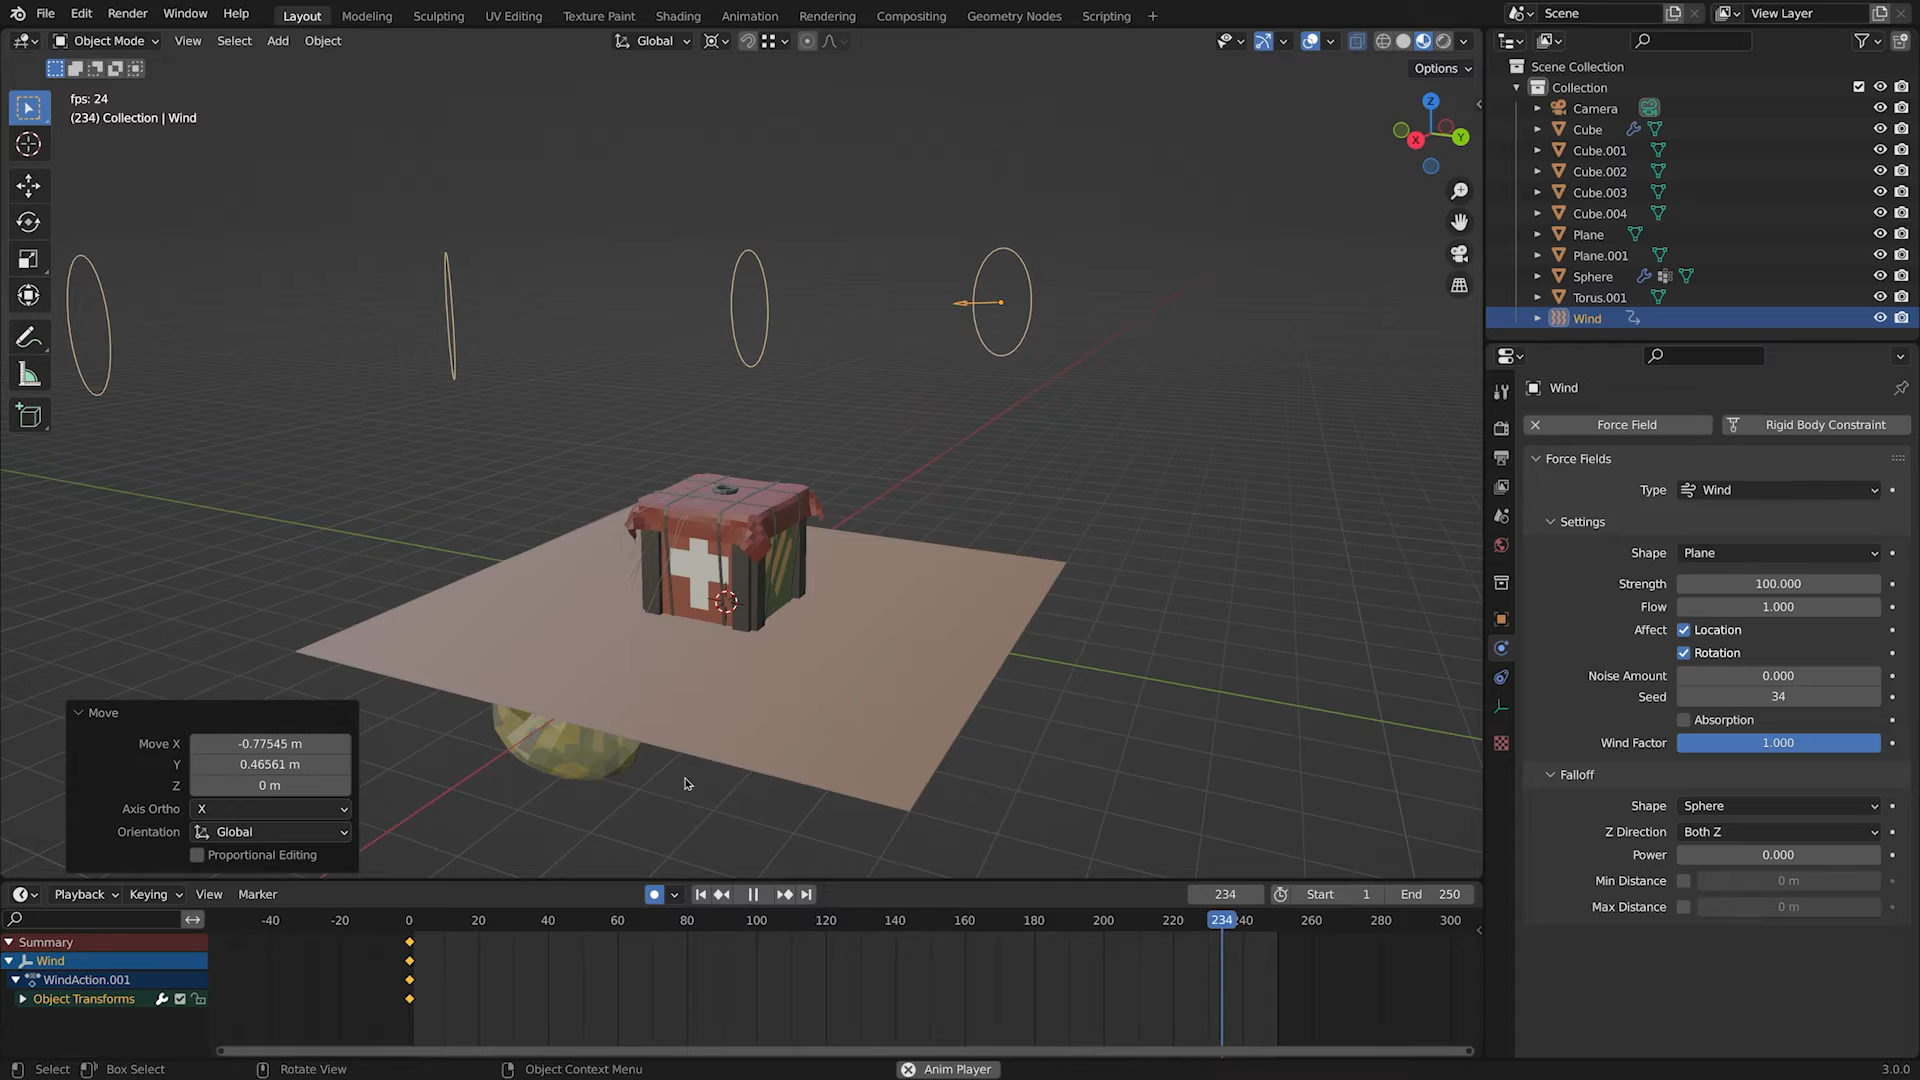 File Edit Render Window Help Layout Modeling Sculpting UV Editing Texture Paint Shading Animation Rendering Compositing Geometry Nodes Scripting + Scene View Layer
Object Mode View Select Add Object Global
Options
fps: 24
(234) Collection | Wind
Z
Y
X
Scene Collection
Collection
Camera
Cube
Cube.001
Cube.002
Cube.003
Cube.004
Plane
Plane.001
Sphere
Torus.001
Wind
Wind
Force Field Rigid Body Constraint
Force Fields
Type Wind
Settings
Shape Plane
Strength 100.000
Flow 1.000
Affect Location
Rotation
Noise Amount 0.000
Seed 34
Absorption
Wind Factor 1.000
Falloff
Shape Sphere
Z Direction Both Z
Power 0.000
Min Distance 0 m
Max Distance 0 m
Move
Move X -0.77545 m
Y 0.46561 m
Z 0 m
Axis Ortho X
Orientation Global
Proportional Editing
Playback Keying View Marker 234 Start 1 End 250
-40 -20 0 20 40 60 80 100 120 140 160 180 200 220 234 240 260 280 300
Summary
Wind
WindAction.001
Object Transforms
Select Box Select Rotate View Object Context Menu Anim Player 3.0.0